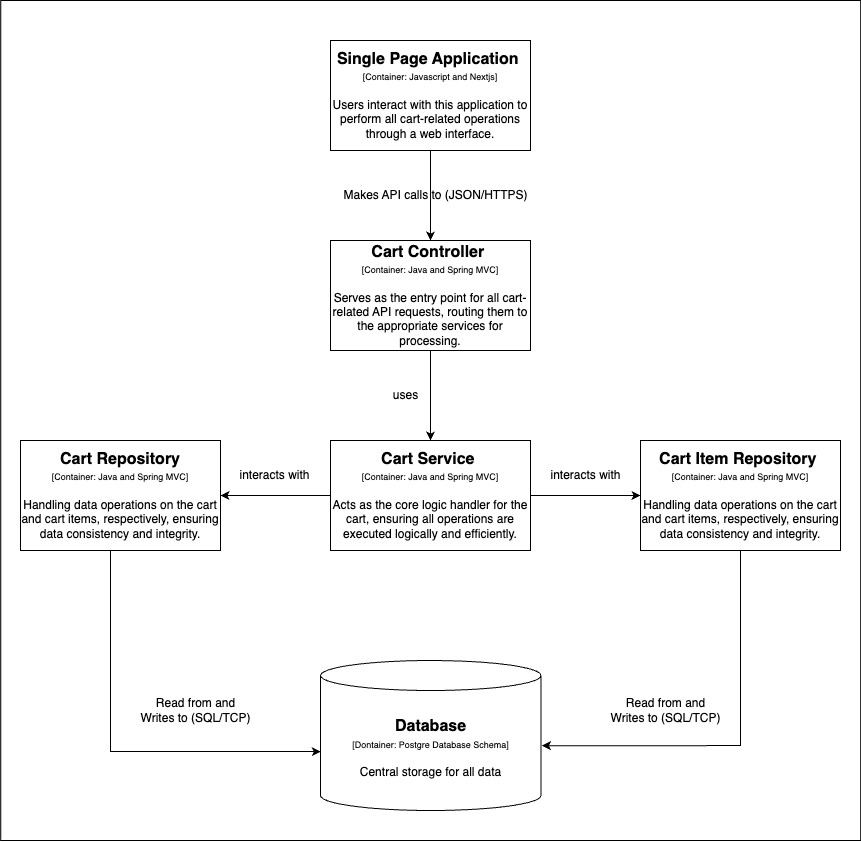 Single Page Application
[Container: Javascript and Nextjs]
Users interact with this application to
perform all cart-related operations
through a web interface.
Makes API calls to (JSON/HTTPS)
Cart Controller
[Container: Java and Spring MVC]
Serves as the entry point for all cart-
related API requests, routing them to
the appropriate services for
processing.
uses
Cart Repository
[Container: Java and Spring MVC]
Handling data operations on the cart
and cart items, respectively, ensuring
data consistency and integrity.
interacts with
Cart Service
[Container: Java and Spring MVC]
Acts as the core logic handler for the
cart, ensuring all operations are
executed logically and efficiently.
interacts with
Cart Item Repository
[Container: Java and Spring MVC]
Handling data operations on the cart
and cart items, respectively, ensuring
data consistency and integrity.
Read from and
Writes to (SQL/TCP)
Database
[Dontainer: Postgre Database Schema]
Central storage for all data
Read from and
Writes to (SQL/TCP)